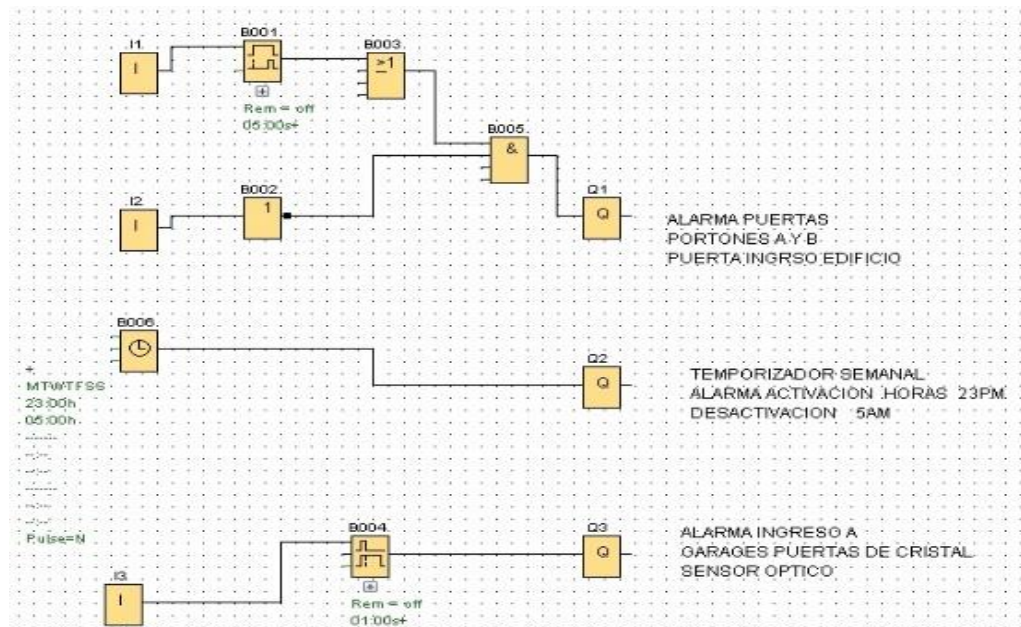 I1
I
B001
Rem = off
05:00s+
B003
>1
B005
&
I2
I
B002
1
Q1
Q
ALARMA PUERTAS
PORTONES A Y B
PUERTA INGRSO EDIFICIO
B006
+
MTWTFSS
23:00h
05:00h
------
--:--
--:--
------
--:--
--:--
Pulse=N
Q2
Q
TEMPORIZADOR SEMANAL
ALARMA ACTIVACION HORAS 23PM
DESACTIVACION 5AM
I3
I
B004
Rem = off
01:00s+
Q3
Q
ALARMA INGRESO A
GARAGES PUERTAS DE CRISTAL
SENSOR OPTICO